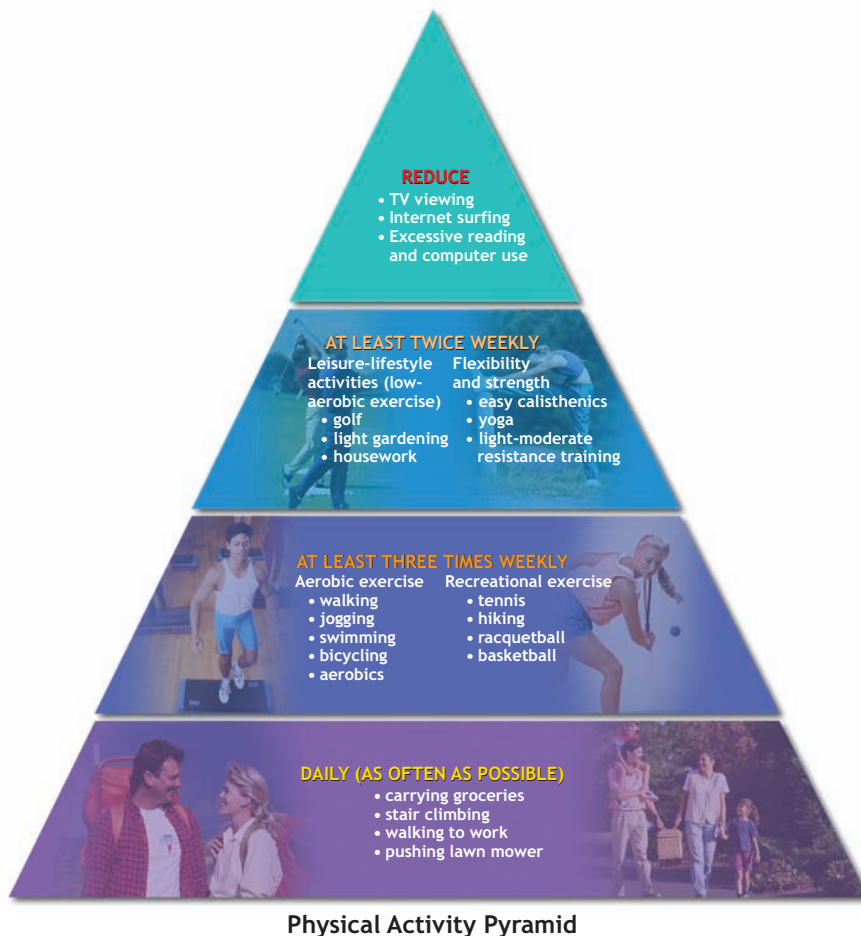 REDUCE
• TV viewing
• Internet surfing
• Excessive reading
and computer use
AT LEAST TWICE WEEKLY
Leisure-lifestyle
activities (low-
aerobic exercise)
• golf
• light gardening
• housework
Flexibility
and strength
• easy calisthenics
• yoga
• light-moderate
resistance training
AT LEAST THREE TIMES WEEKLY
Aerobic exercise
• walking
• jogging
• swimming
• bicycling
• aerobics
Recreational exercise
• tennis
• hiking
• racquetball
• basketball
DAILY (AS OFTEN AS POSSIBLE)
• carrying groceries
• stair climbing
• walking to work
• pushing lawn mower
Physical Activity Pyramid